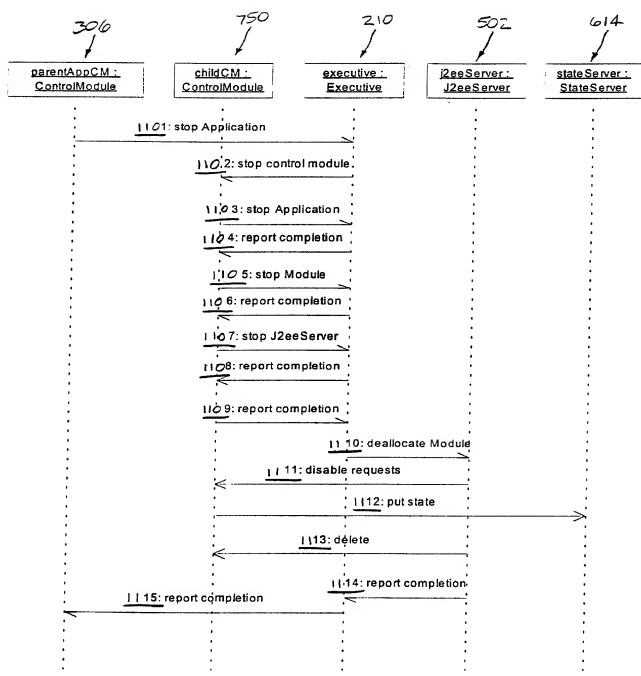 306 750 210 502 614
parentAppCM : childCM : executive : j2eeServer : stateServer :
ControlModule ControlModule Executive J2eeServer StateServer
1101: stop Application
1102: stop control module
1103: stop Application
1104: report completion
1105: stop Module
1106: report completion
1107: stop J2eeServer
1108: report completion
1109: report completion
1110: deallocate Module
1111: disable requests
1112: put state
1113: delete
1114: report completion
1115: report completion